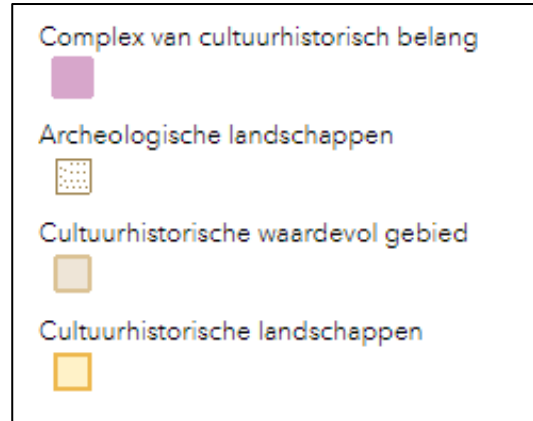 Complex van cultuurhistorisch belang
Archeologische landschappen
Cultuurhistorische waardevol gebied
Cultuurhistorische landschappen